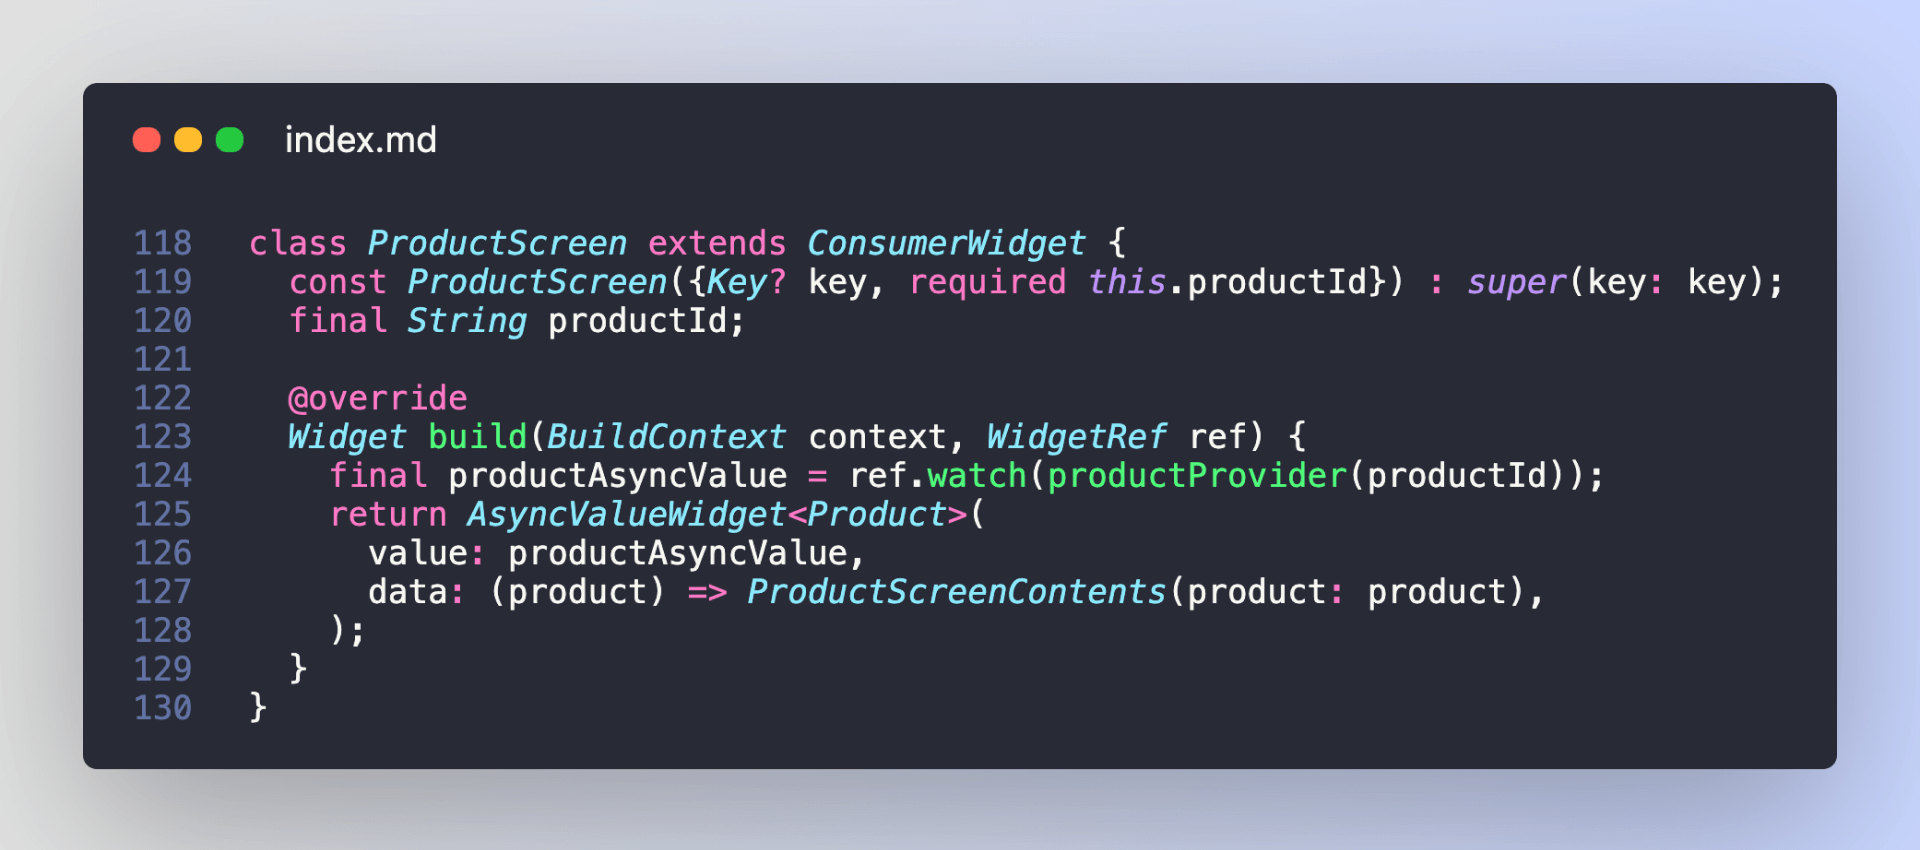 index.md
118 class ProductScreen extends ConsumerWidget {
119   const ProductScreen({Key? key, required this.productId}) : super(key: key);
120   final String productId;
121
122   @override
123   Widget build(BuildContext context, WidgetRef ref) {
124     final productAsyncValue = ref.watch(productProvider(productId));
125     return AsyncValueWidget<Product>(
126       value: productAsyncValue,
127       data: (product) => ProductScreenContents(product: product),
128     );
129   }
130 }